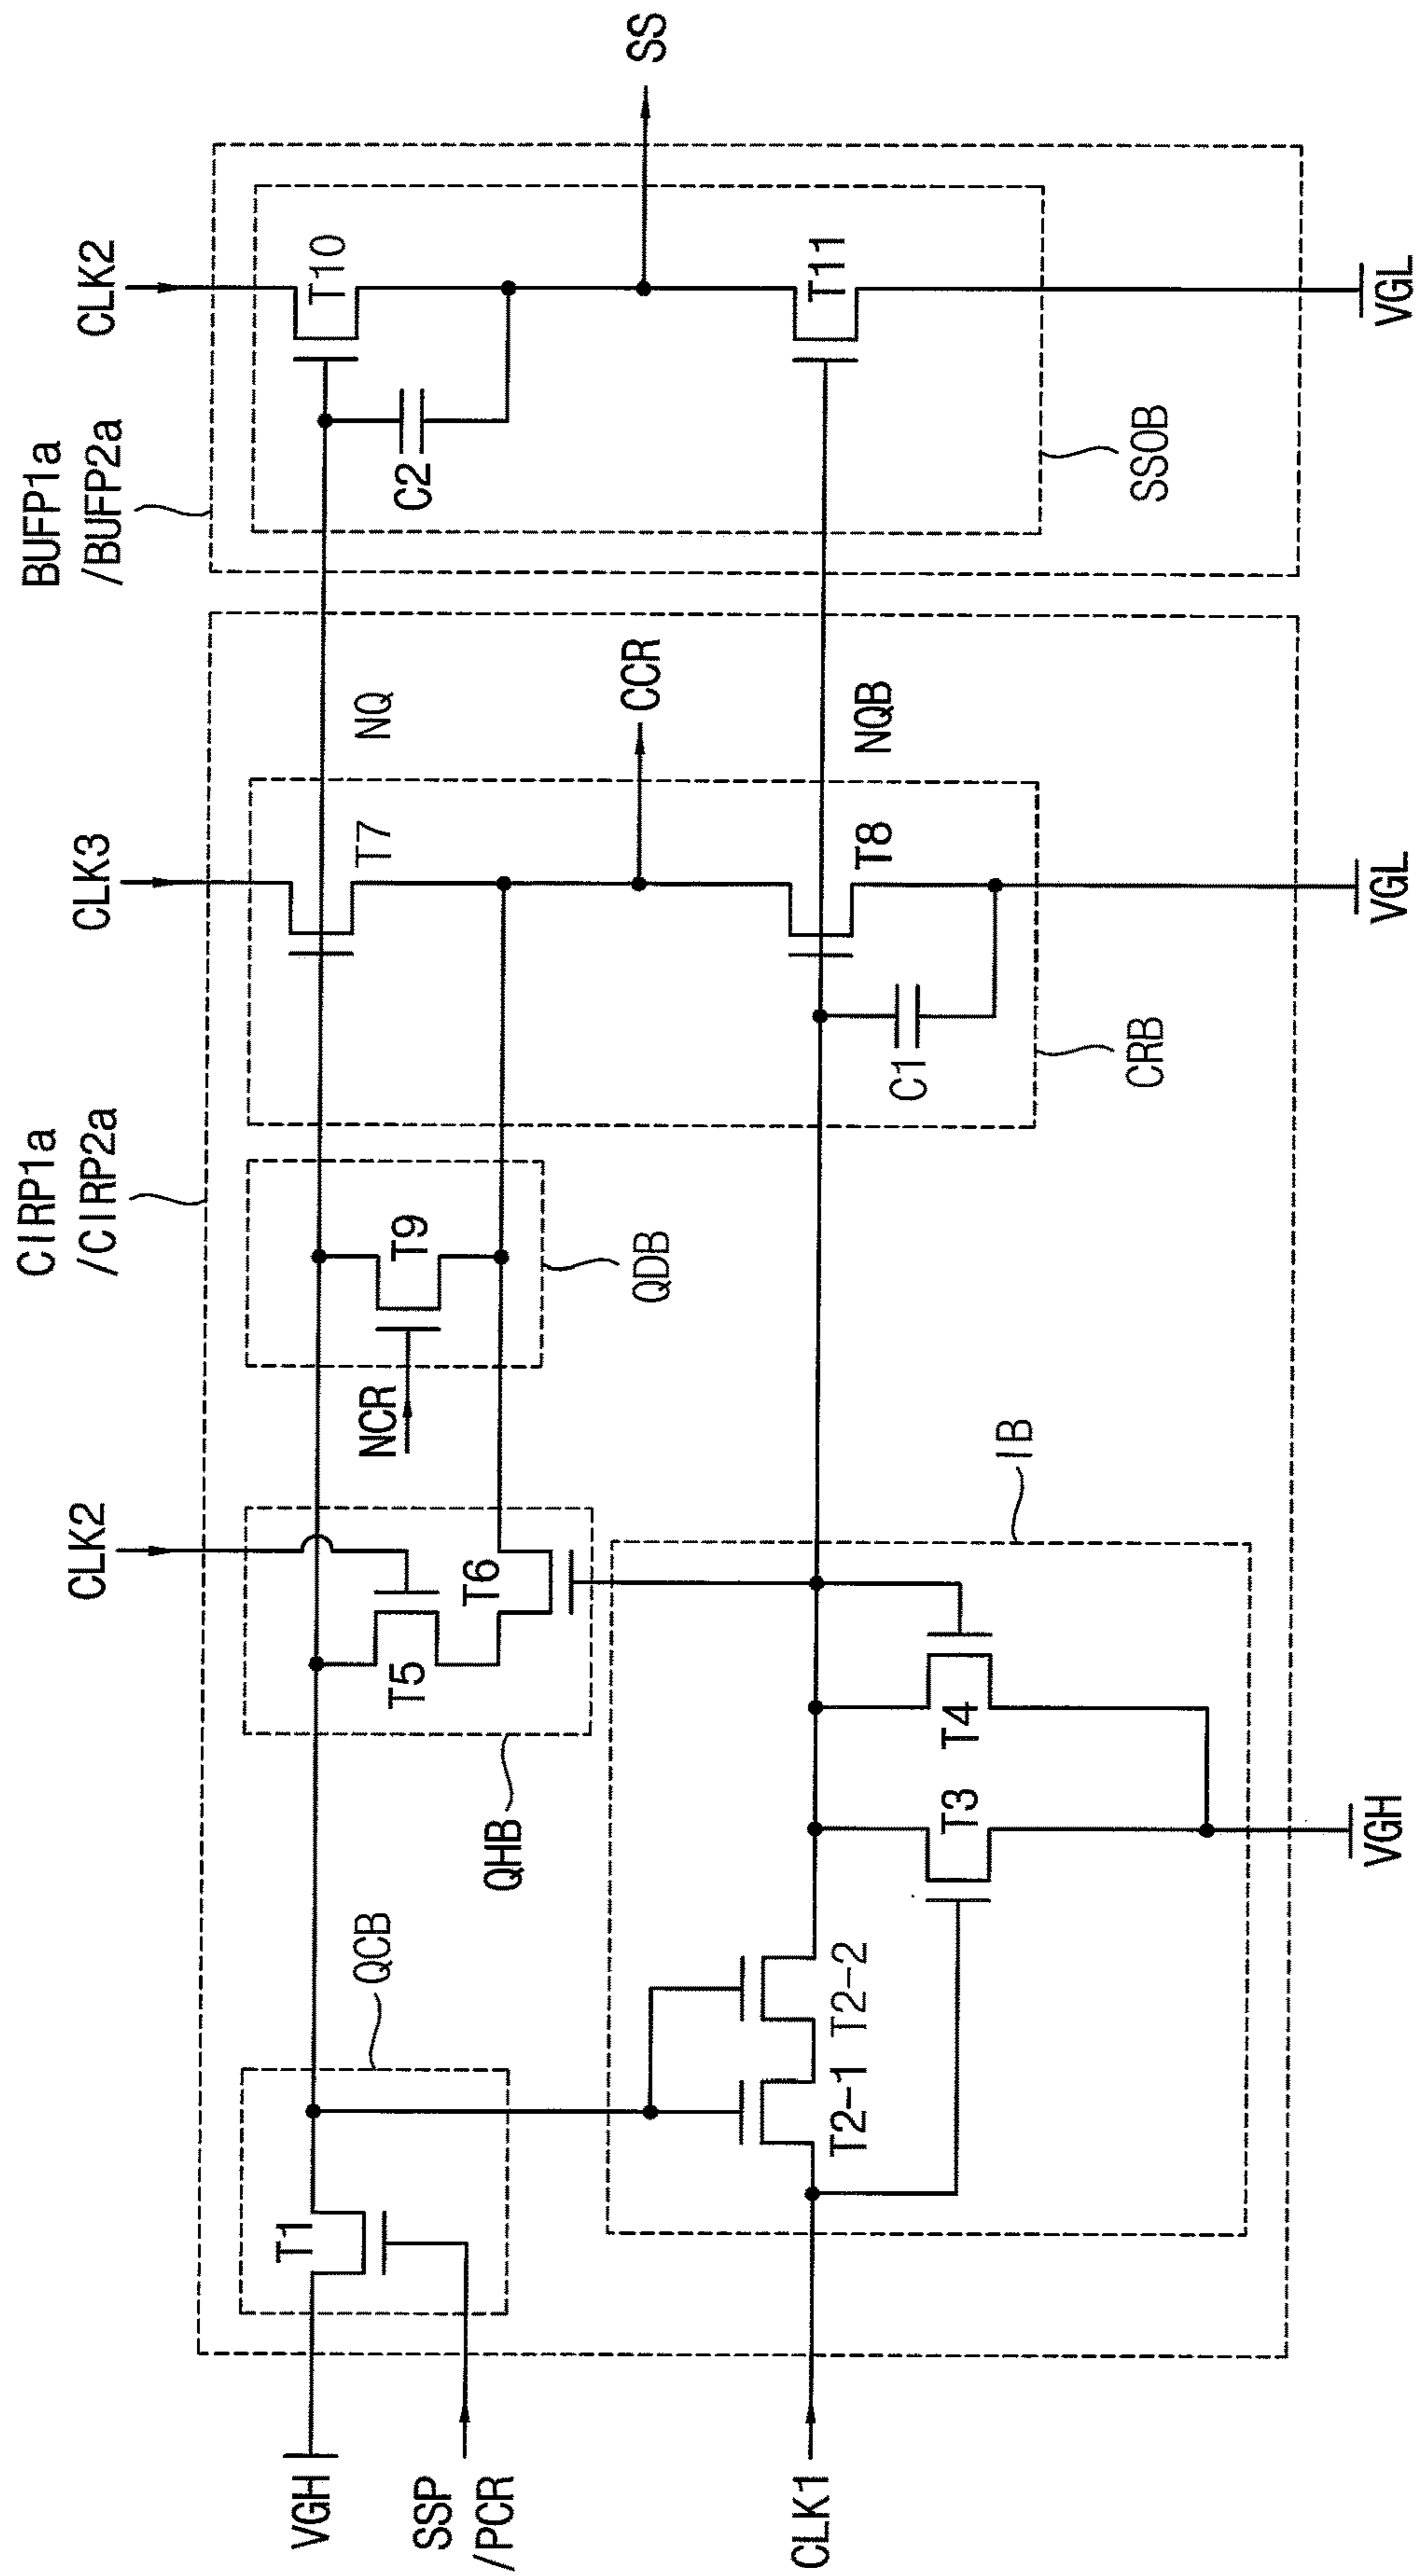 CIRP1a
/CIRP2a
BUFP1a
/BUFP2a
CLK2
CLK3
CLK2
VGH
T1
QCB
T5
T6
QHB
NCR
T9
QDB
T7
NQ
T10
C2
SSP
/PCR
CCR
SS
CLK1
T2-1
T2-2
T3
T4
IB
C1
T8
NQB
CRB
T11
SSOB
VGH
VGL
VGL